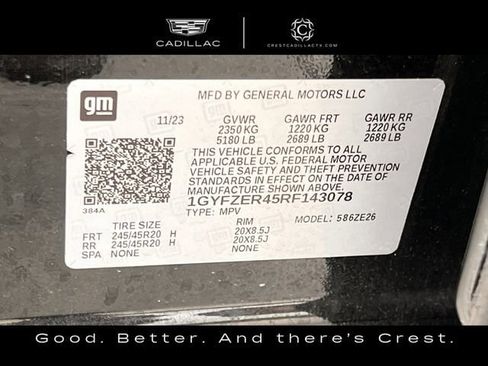 CADILLAC
CREST
CRESTCADILLACTX.COM
MFD BY GENERAL MOTORS LLC
gm
11/23 GVWR GAWR FRT GAWR RR
2350 KG 1220 KG 1220 KG
5180 LB 2689 LB 2689 LB
THIS VEHICLE CONFORMS TO ALL
APPLICABLE U.S. FEDERAL MOTOR
VEHICLE SAFETY AND THEFT PREVENTION
STANDARDS IN EFFECT ON THE DATE OF
MANUFACTURE SHOWN ABOVE.
1GYFZER45RF143078
384A
TYPE: MPV MODEL: 586ZE26
TIRE SIZE RIM
FRT 245/45R20 H 20X8.5J
RR 245/45R20 H 20X8.5J
SPA NONE NONE
Good. Better. And there's Crest.